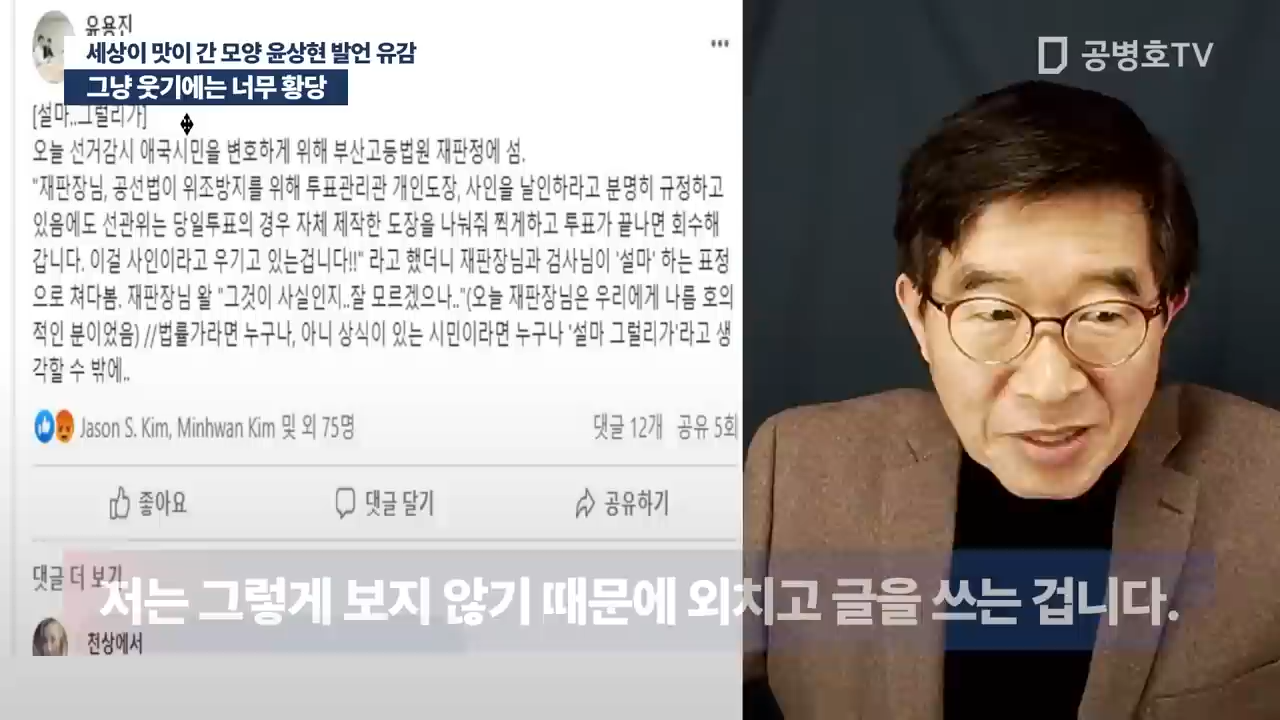 유용진
세상이 맛이 간 모양 윤상현 발언 유감
그냥 웃기에는 너무 황당
공병호TV
[설마..그럴리가]
오늘 선거감시 애국시민을 변호하게 위해 부산고등법원 재판정에 섬.
"재판장님, 공선법이 위조방지를 위해 투표관리관 개인도장, 사인을 날인하라고 분명히 규정하고
있음에도 선관위는 당일투표의 경우 자체 제작한 도장을 나눠줘 찍게하고 투표가 끝나면 회수해
갑니다. 이걸 사인이라고 우기고 있는겁니다!!" 라고 했더니 재판장님과 검사님이 '설마' 하는 표정
으로 쳐다봄. 재판장님 왈 "그것이 사실인지..잘 모르겠으나.."(오늘 재판장님은 우리에게 나름 호의
적인 분이었음) //법률가라면 누구나, 아니 상식이 있는 시민이라면 누구나 '설마 그럴리가'라고 생
각할 수 밖에..
Jason S. Kim, Minhwan Kim 및 외 75명
댓글 12개 공유 5회
좋아요 댓글 달기 공유하기
댓글 더 보기
저는 그렇게 보지 않기 때문에 외치고 글을 쓰는 겁니다.
천상에서